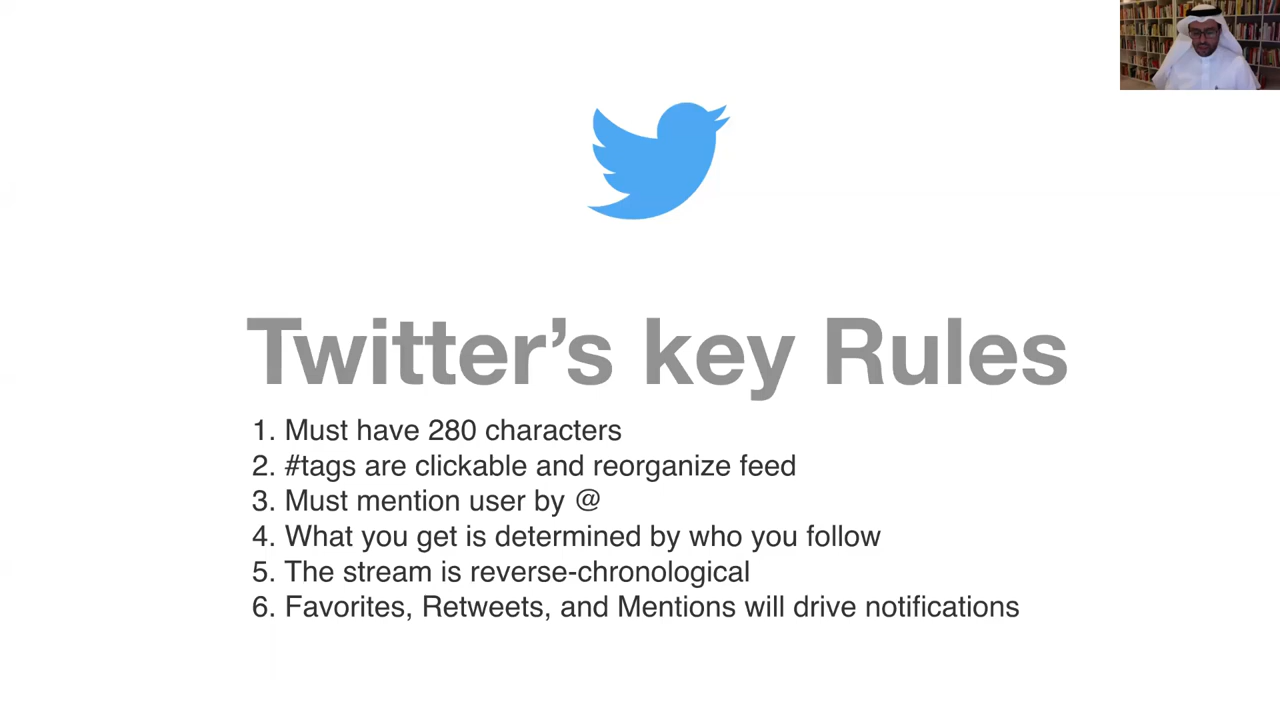 Twitter’s key Rules
1. Must have 280 characters
2. #tags are clickable and reorganize feed
3. Must mention user by @
4. What you get is determined by who you follow
5. The stream is reverse-chronological
6. Favorites, Retweets, and Mentions will drive notifications